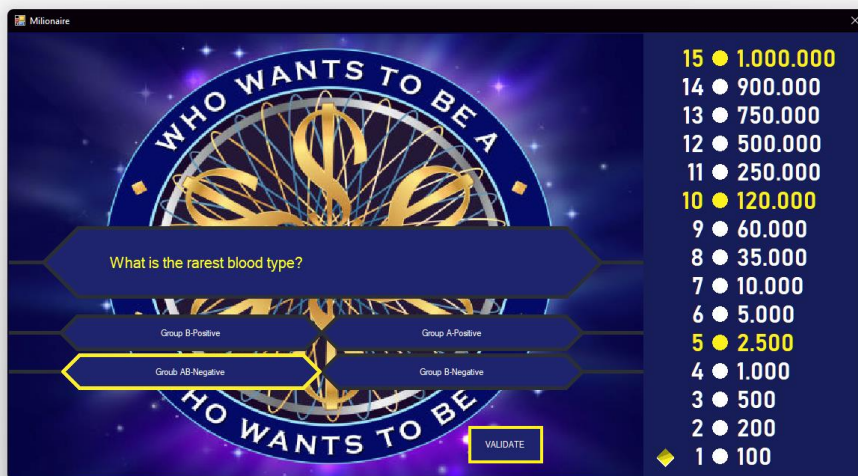 Milionaire
WHO WANTS TO BE A
What is the rarest blood type?
Group B-Positive
Group A-Positive
Groub AB-Negative
Group B-Negative
HO WANTS TO BE
VALIDATE
15 1.000.000
14 900.000
13 750.000
12 500.000
11 250.000
10 120.000
9 60.000
8 35.000
7 10.000
6 5.000
5 2.500
4 1.000
3 500
2 200
1 100